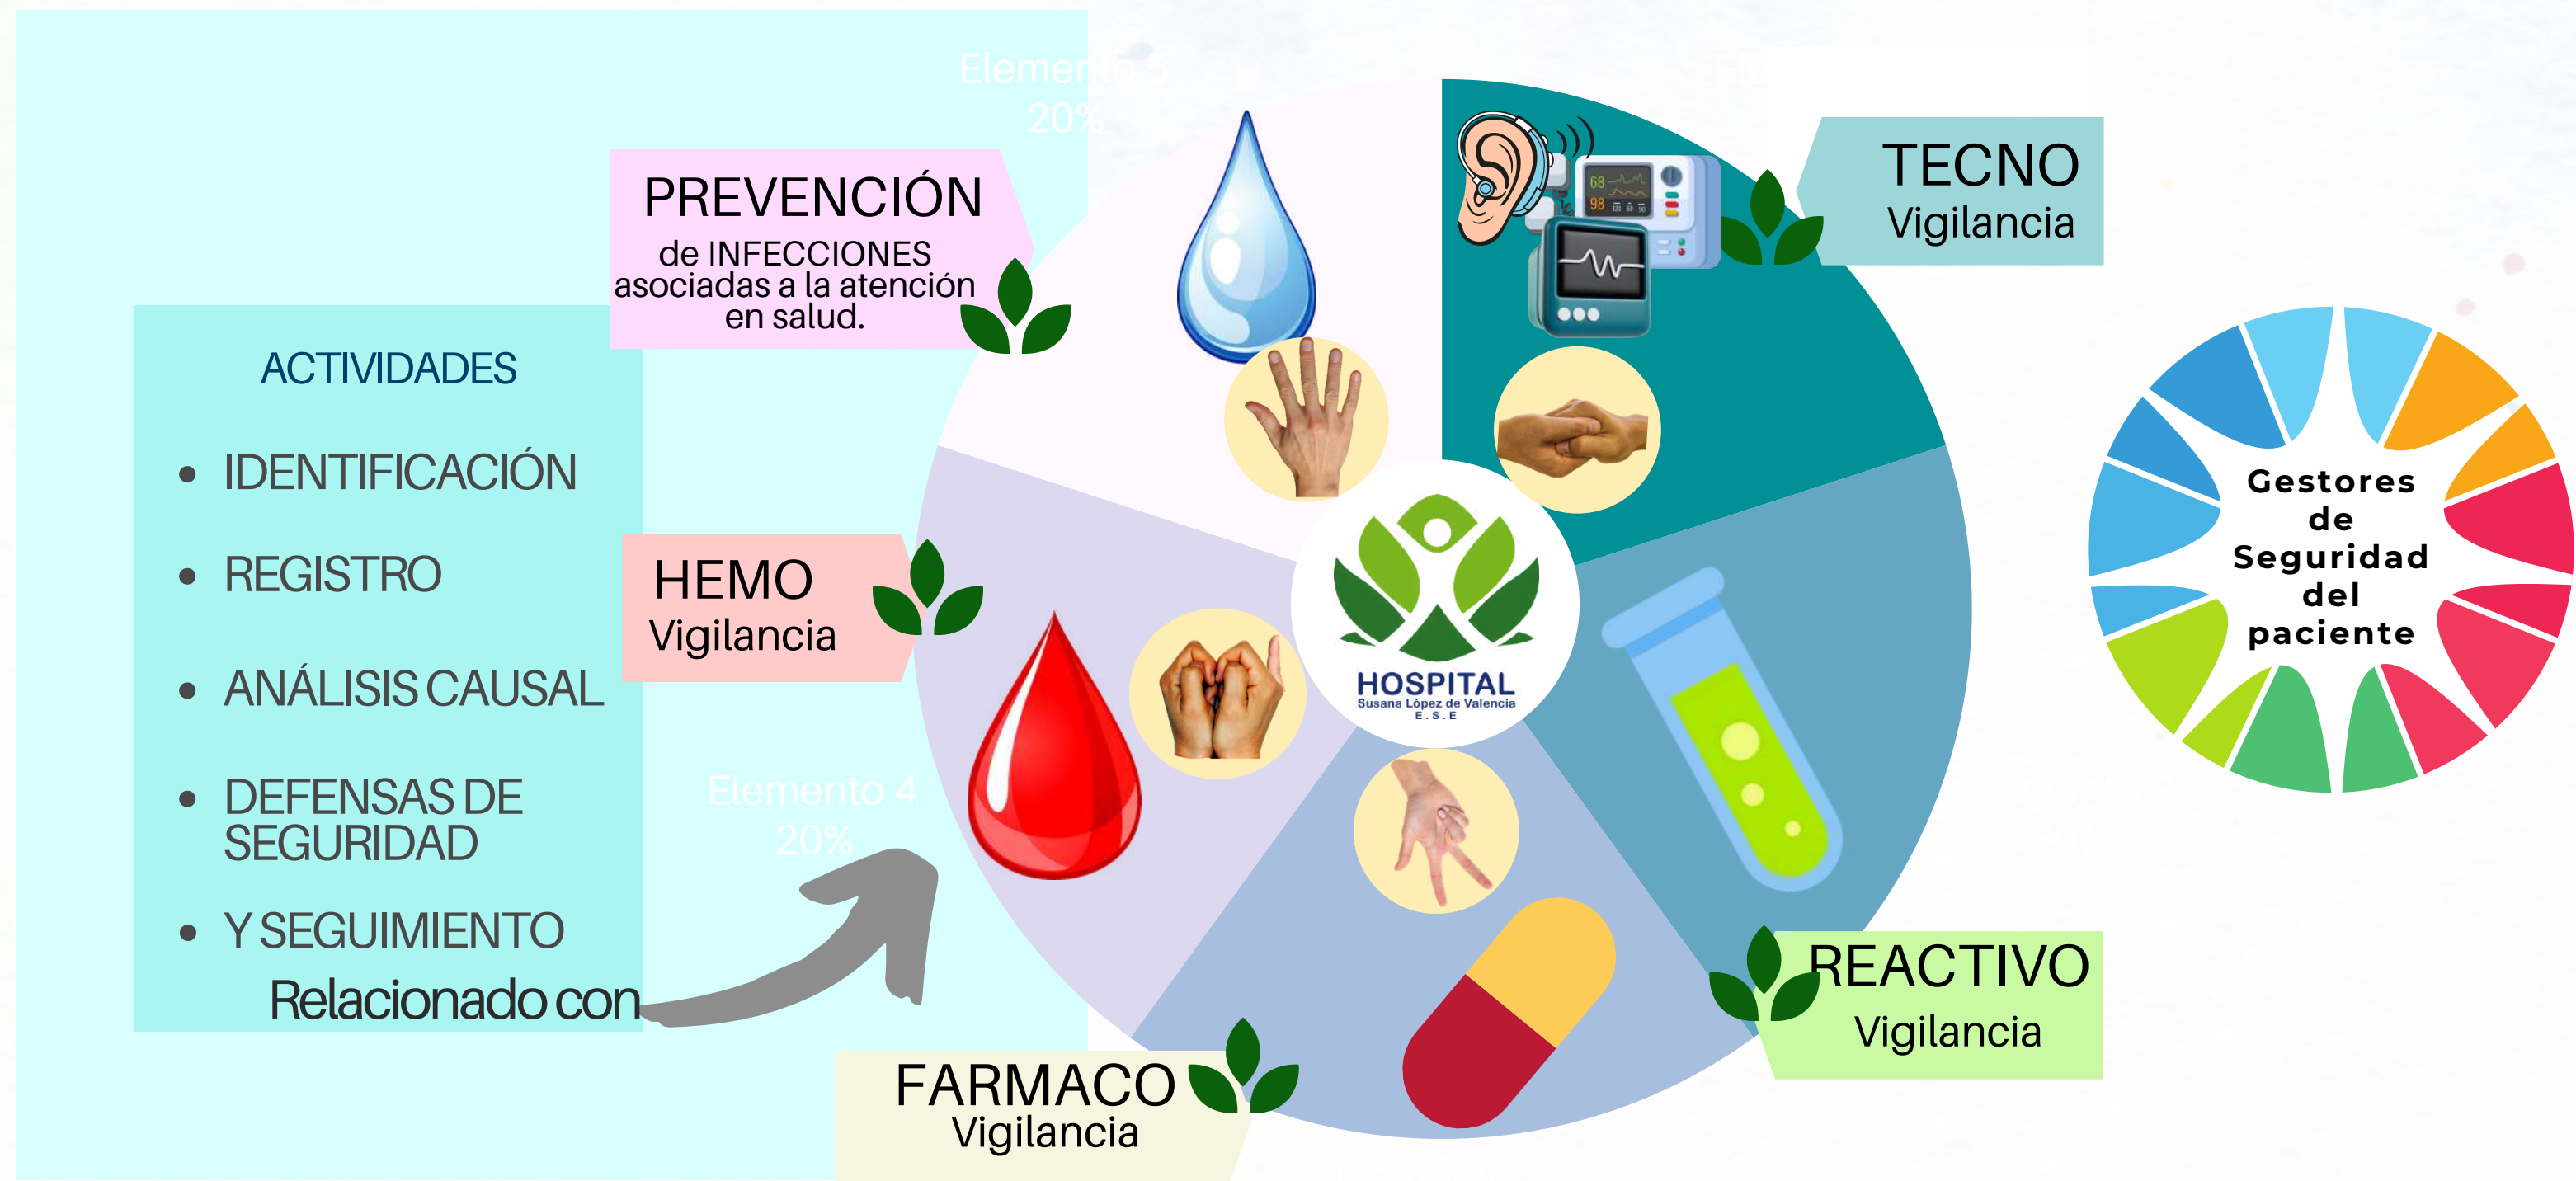 Elemento 5
20%
PREVENCIÓN
de INFECCIONES
asociadas a la atención
en salud.
TECNO
Vigilancia
68
98
ACTIVIDADES
IDENTIFICACIÓN
REGISTRO
ANÁLISIS CAUSAL
DEFENSAS DE
SEGURIDAD
Y SEGUIMIENTO
Relacionado con
HEMO
Vigilancia
Elemento 4
20%
HOSPITAL
Susana López de Valencia
E.S.E
Gestores
de
Seguridad
del
paciente
REACTIVO
Vigilancia
FARMACO
Vigilancia